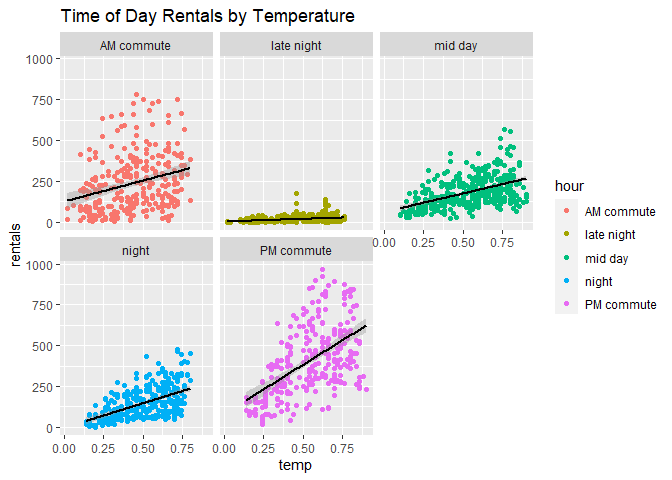 Time of Day Rentals by Temperature
AM commute
late night
mid day
1000
750
500
250
0
0.00 0.25 0.50 0.75
night
PM commute
1000
750
500
250
0
0.00 0.25 0.50 0.75
0.00 0.25 0.50 0.75
temp
rentals
hour
AM commute
late night
mid day
night
PM commute